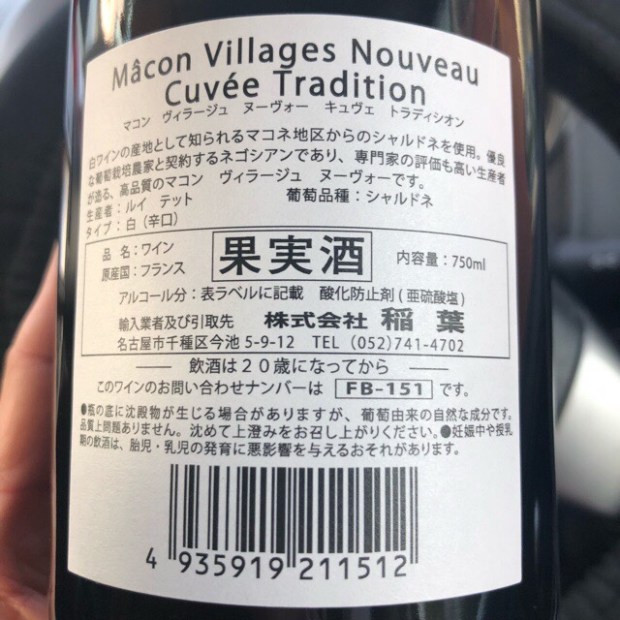 Mâcon Villages Nouveau
Cuvée Tradition
マコン ヴィラージュ ヌーヴォー キュヴェ トラディシオン
白ワインの産地として知られるマコネ地区からのシャルドネを使用。優良
な葡萄栽培農家と契約するネゴシアンであり、専門家の評価も高い生産者
が造る、高品質のマコン ヴィラージュ ヌーヴォーです。
生産者：ルイ テット 葡萄品種：シャルドネ
タイプ：白（辛口）
品 名：ワイン
原産国：フランス
果実酒
内容量：750ml
アルコール分：表ラベルに記載 酸化防止剤(亜硫酸塩)
輸入業者及び引取先 株式会社 稲葉
名古屋市千種区今池5-9-12 TEL (052)741-4702
飲酒は20歳になってから
このワインのお問い合わせナンバーは FB-151 です。
●瓶の底に沈殿物が生じる場合がありますが、葡萄由来の自然な成分です。
品質上問題ありません。沈めて上澄みをお召し上がりください。●妊娠中や授乳
期の飲酒は、胎児・乳児の発育に悪影響を与えるおそれがあります。
4 935919 211512